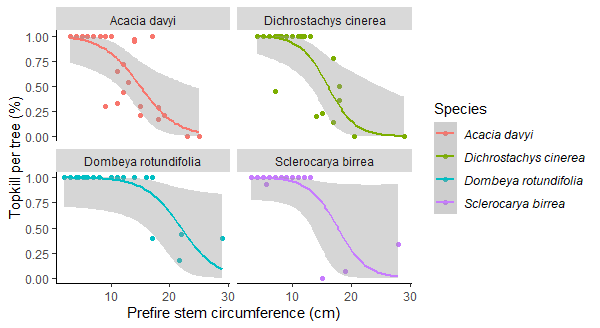 Acacia davyi
Dichrostachys cinerea
1.00
0.75
0.50
0.25
0.00
Dombeya rotundifolia
Sclerocarya birrea
1.00
0.75
0.50
0.25
0.00
10
20
30
10
20
30
Prefire stem circumference (cm)
Topkill per tree (%)
Species
Acacia davyi
Dichrostachys cinerea
Dombeya rotundifolia
Sclerocarya birrea